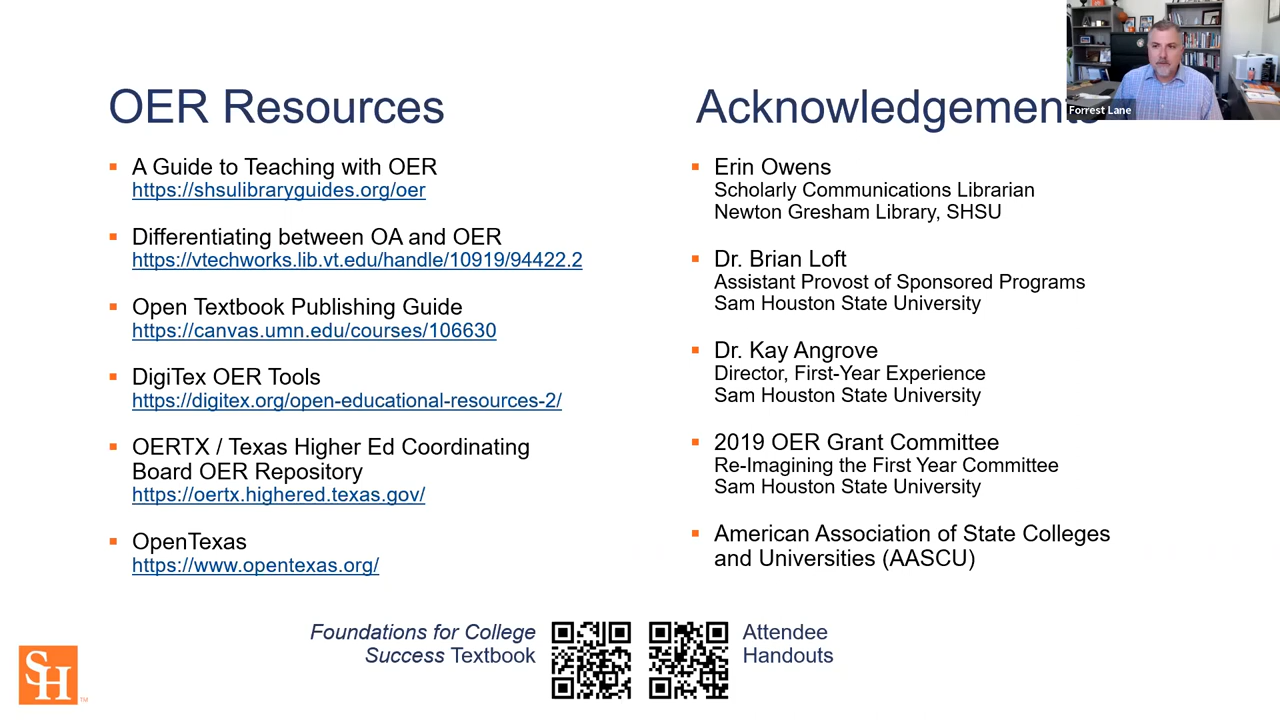 OER Resources
A Guide to Teaching with OER
https://shsulibraryguides.org/oer
Differentiating between OA and OER
https://vtechworks.lib.vt.edu/handle/10919/94422.2
Open Textbook Publishing Guide
https://canvas.umn.edu/courses/106630
DigiTex OER Tools
https://digitex.org/open-educational-resources-2/
OERTX / Texas Higher Ed Coordinating
Board OER Repository
https://oertx.highered.texas.gov/
OpenTexas
https://www.opentexas.org/
Acknowledgements
Forrest Lane
Erin Owens
Scholarly Communications Librarian
Newton Gresham Library, SHSU
Dr. Brian Loft
Assistant Provost of Sponsored Programs
Sam Houston State University
Dr. Kay Angrove
Director, First-Year Experience
Sam Houston State University
2019 OER Grant Committee
Re-Imagining the First Year Committee
Sam Houston State University
American Association of State Colleges
and Universities (AASCU)
Foundations for College
Success Textbook
Attendee
Handouts
SH
TM